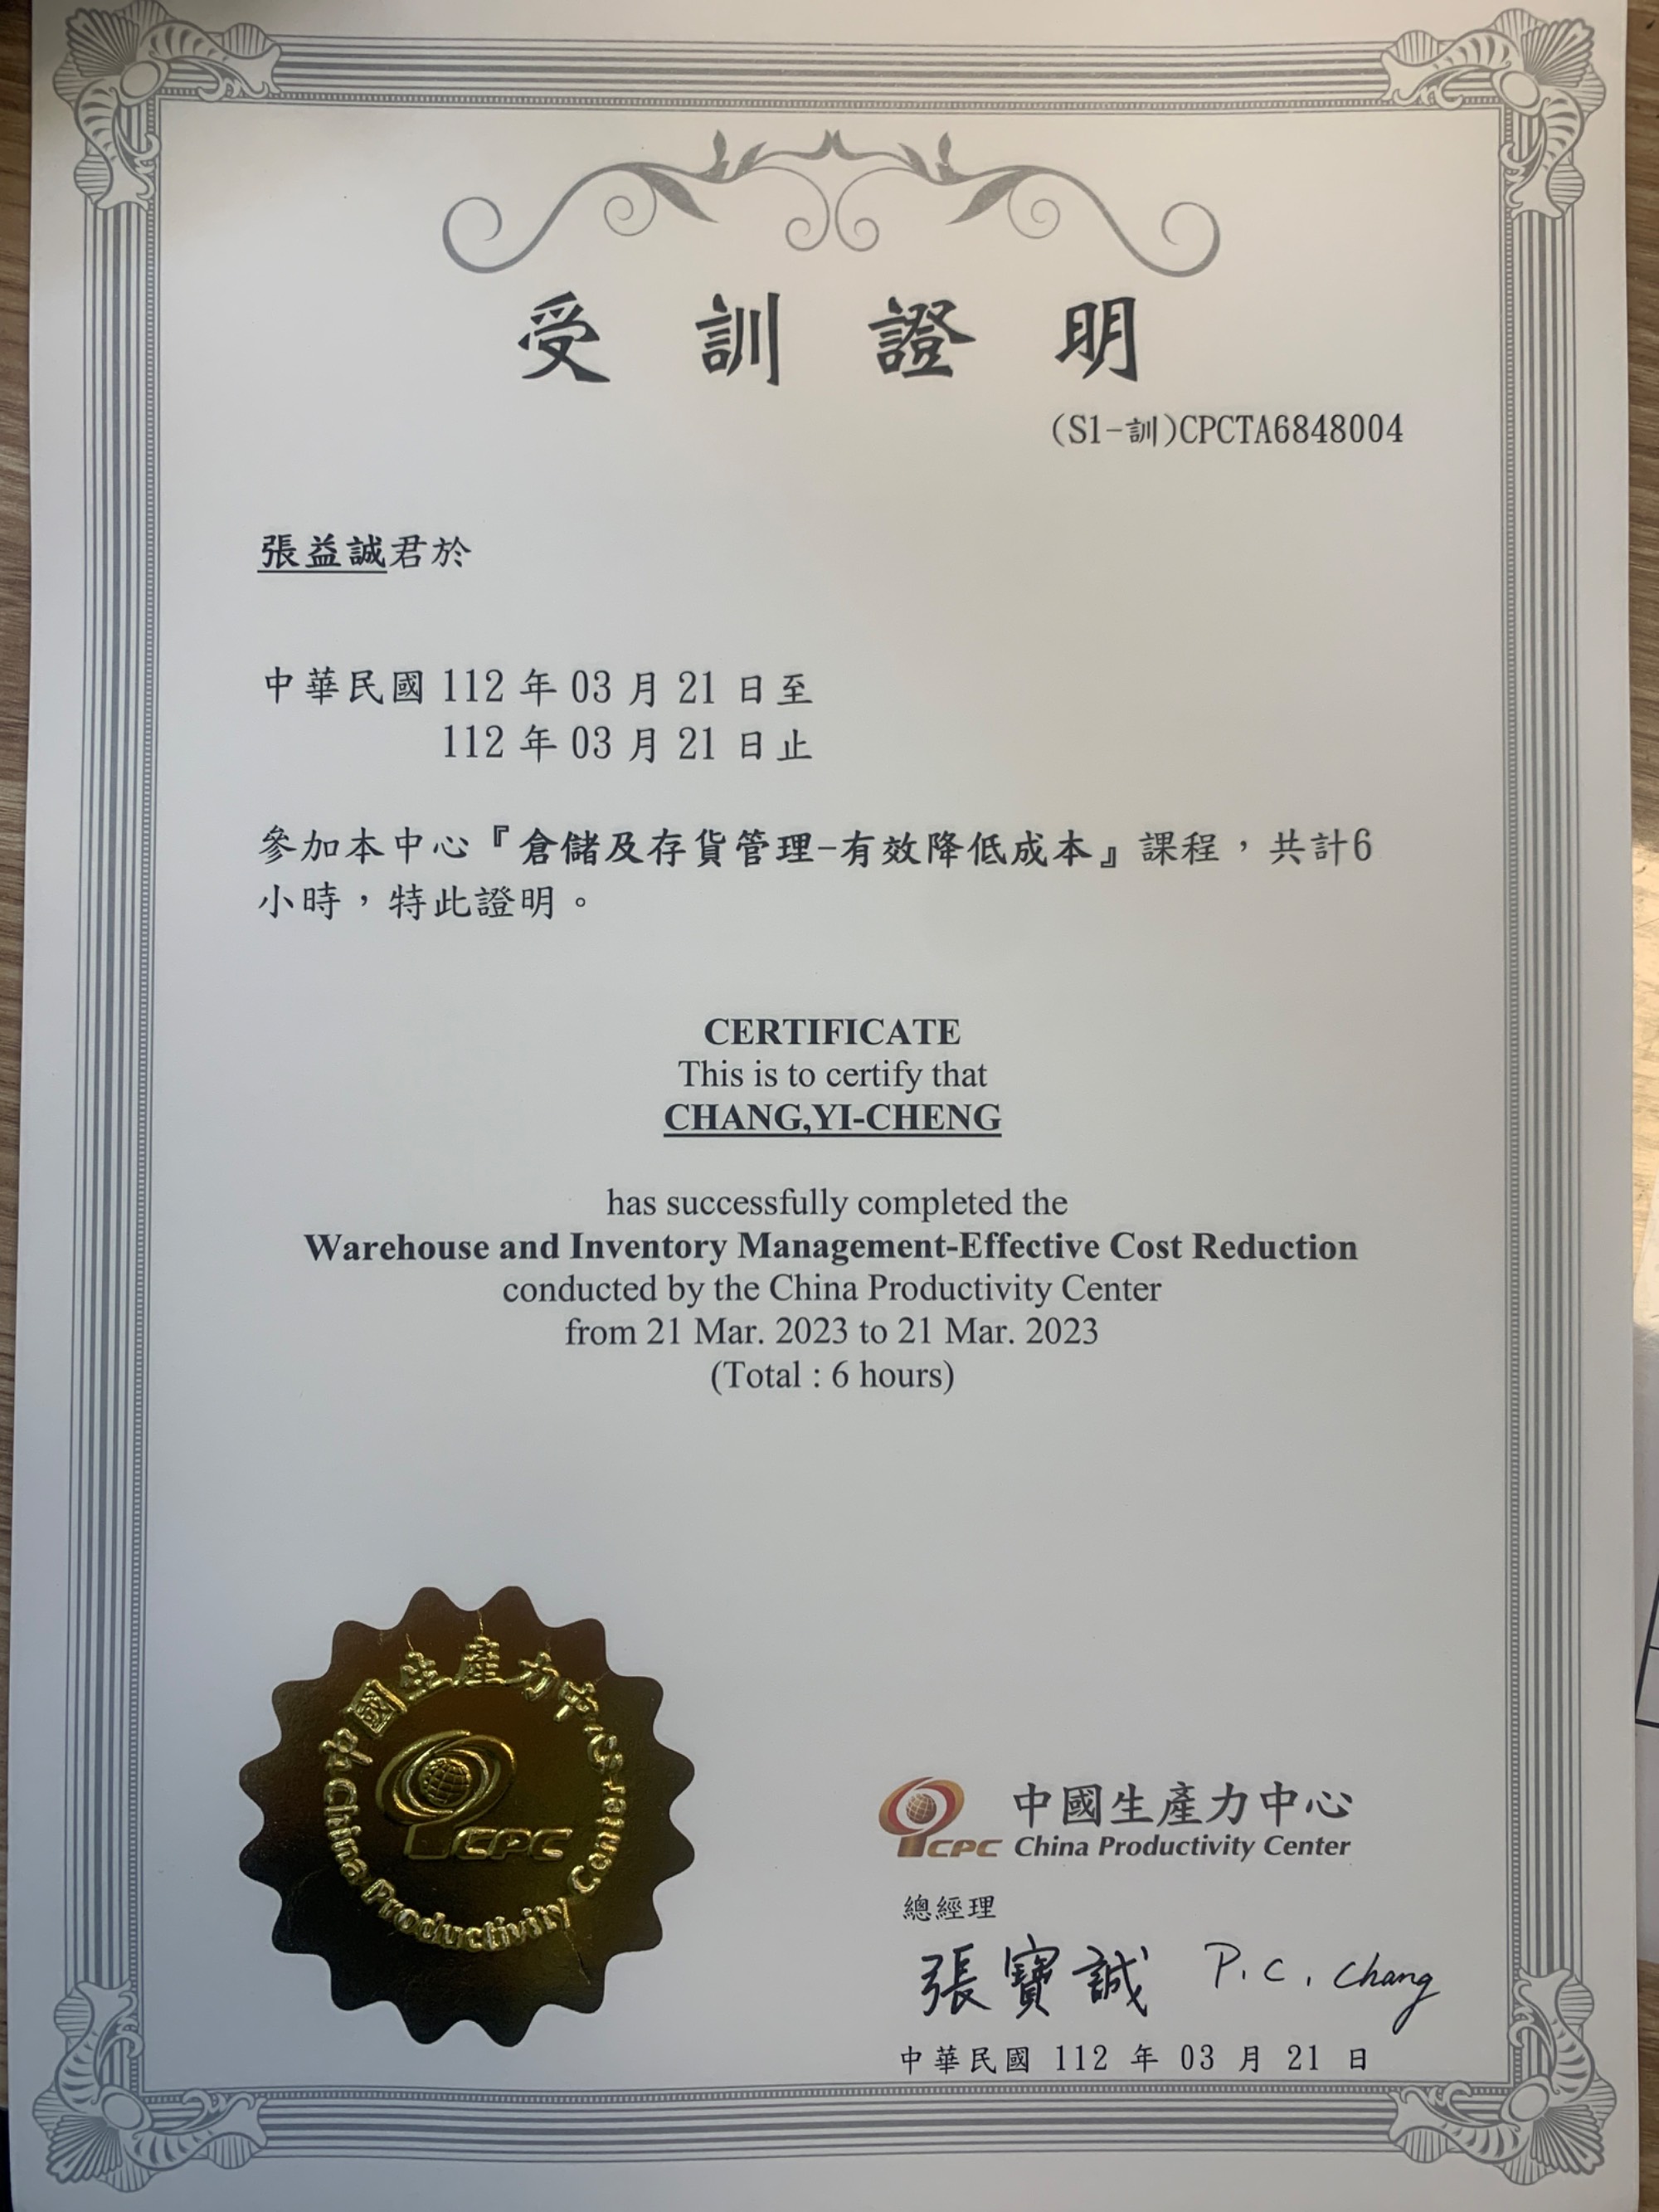 受訓證明
(S1-訓)CPCTA6848004
張益誠君於
中華民國 112 年 03 月 21 日至
112 年 03 月 21 日止
參加本中心『倉儲及存貨管理-有效降低成本』課程，共計6
小時，特此證明。
CERTIFICATE
This is to certify that
CHANG,YI-CHENG
has successfully completed the
Warehouse and Inventory Management-Effective Cost Reduction
conducted by the China Productivity Center
from 21 Mar. 2023 to 21 Mar. 2023
(Total : 6 hours)
中國生產力中心
CPC
China Productivity Center
CPC
中國生產力中心
China Productivity Center
總經理
張寶誠 P.C. Chang
中華民國 112 年 03 月 21 日